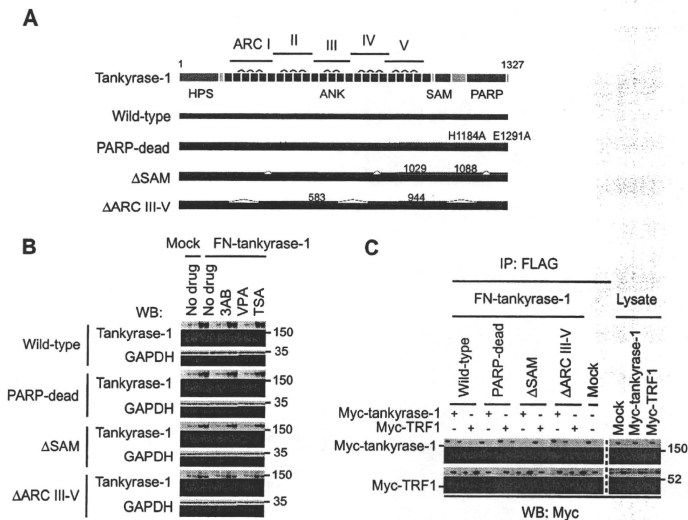 A
ARC I II III IV V
1 1327
Tankyrase-1
HPS ANK SAM PARP
Wild-type
H1184A E1291A
PARP-dead
1029 1088
ΔSAM
583 944
ΔARC III-V
B
Mock FN-tankyrase-1
WB: No drug No drug 3AB VPA TSA
Wild-type Tankyrase-1 150
GAPDH 35
PARP-dead Tankyrase-1 150
GAPDH 35
ΔSAM Tankyrase-1 150
GAPDH 35
ΔARC III-V Tankyrase-1 150
GAPDH 35
C
IP: FLAG
FN-tankyrase-1 Lysate
Wild-type PARP-dead ΔSAM ΔARC III-V Mock Mock Myc-tankyrase-1 Myc-TRF1
Myc-tankyrase-1 + - + - + - + - -
Myc-TRF1 - + - + - + - + -
Myc-tankyrase-1 150
Myc-TRF1 52
WB: Myc